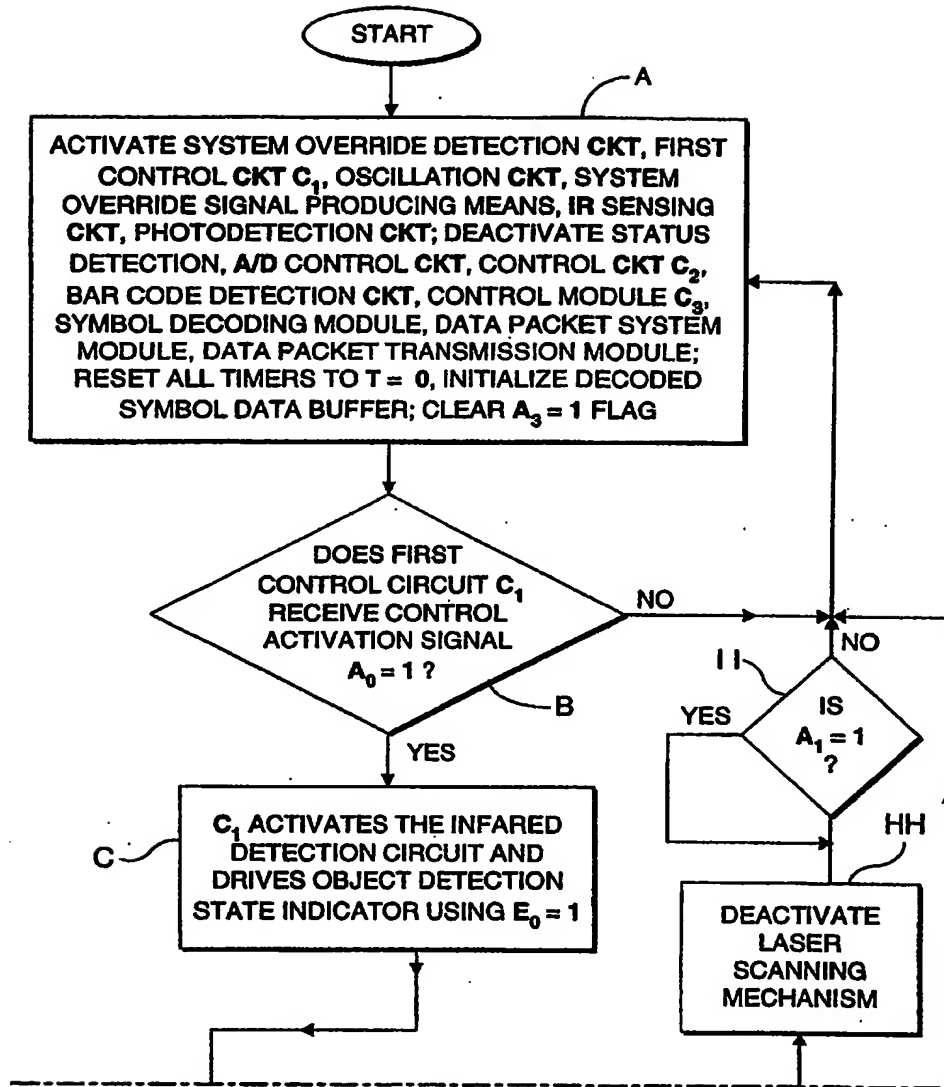 START
A
ACTIVATE SYSTEM OVERRIDE DETECTION CKT, FIRST
CONTROL CKT C₁, OSCILLATION CKT, SYSTEM
OVERRIDE SIGNAL PRODUCING MEANS, IR SENSING
CKT, PHOTODETECTION CKT; DEACTIVATE STATUS
DETECTION, A/D CONTROL CKT, CONTROL CKT C₂,
BAR CODE DETECTION CKT, CONTROL MODULE C₃,
SYMBOL DECODING MODULE, DATA PACKET SYSTEM
MODULE, DATA PACKET TRANSMISSION MODULE;
RESET ALL TIMERS TO T = 0, INITIALIZE DECODED
SYMBOL DATA BUFFER; CLEAR A₃ = 1 FLAG
DOES FIRST
CONTROL CIRCUIT C₁
RECEIVE CONTROL
ACTIVATION SIGNAL
A₀ = 1 ?
NO
B
YES
C
C₁ ACTIVATES THE INFARED
DETECTION CIRCUIT AND
DRIVES OBJECT DETECTION
STATE INDICATOR USING E₀ = 1
NO
II
YES
IS
A₁ = 1
?
HH
DEACTIVATE
LASER
SCANNING
MECHANISM